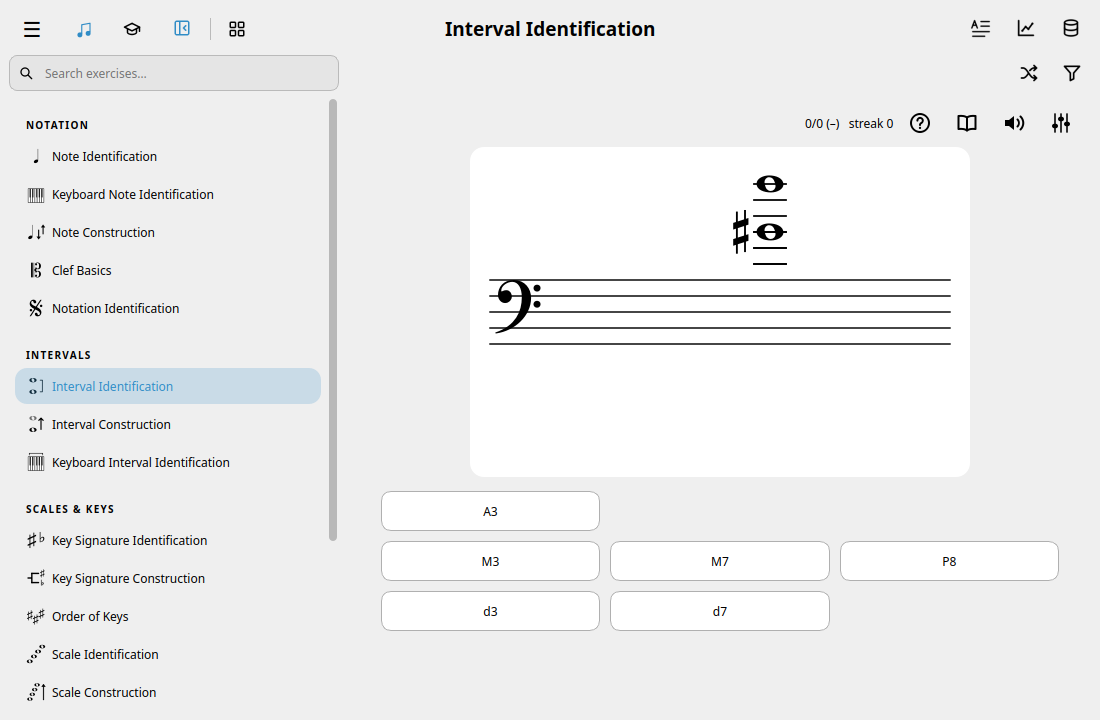 Interval Identification
Search exercises...
0/0 (–) streak 0
NOTATION
Note Identification
Keyboard Note Identification
Note Construction
Clef Basics
Notation Identification
INTERVALS
Interval Identification
Interval Construction
Keyboard Interval Identification
SCALES & KEYS
Key Signature Identification
Key Signature Construction
Order of Keys
Scale Identification
Scale Construction
A3
M3 M7 P8
d3 d7